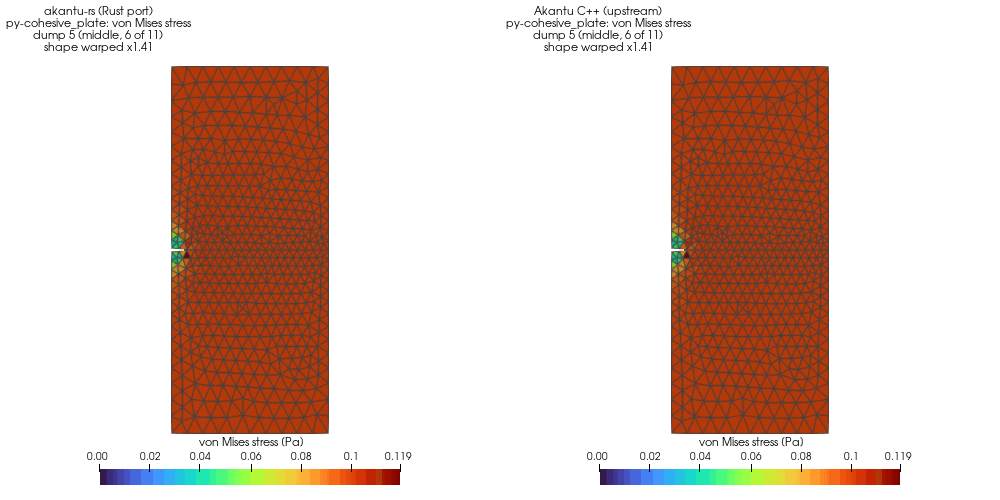 akantu-rs (Rust port)
py-cohesive_plate: von Mises stress
dump 5 (middle, 6 of 11)
shape warped x1.41
von Mises stress (Pa)
0.00 0.02 0.04 0.06 0.08 0.1 0.119
Akantu C++ (upstream)
py-cohesive_plate: von Mises stress
dump 5 (middle, 6 of 11)
shape warped x1.41
von Mises stress (Pa)
0.00 0.02 0.04 0.06 0.08 0.1 0.119